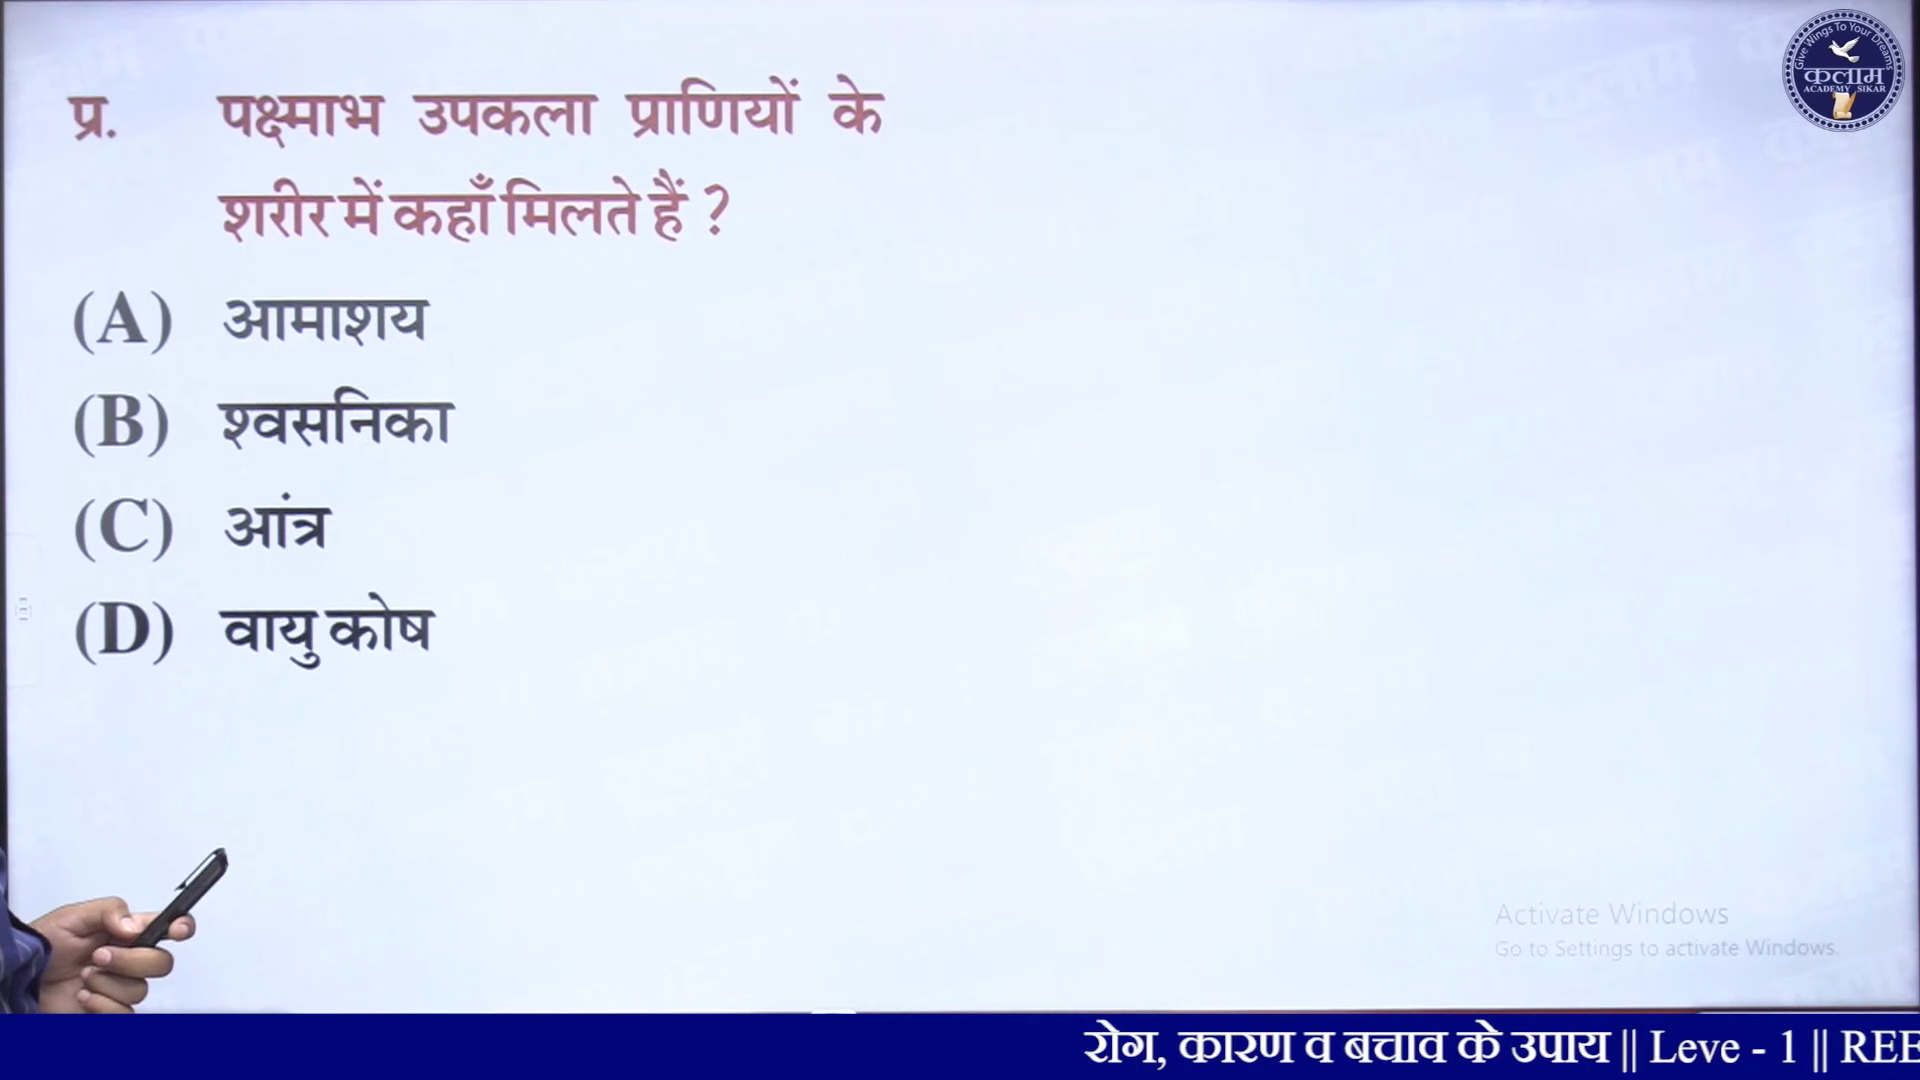 Give Wings To Your Dreams
कलाम
ACADEMY SIKAR
प्र. पक्ष्माभ उपकला प्राणियों के
शरीर में कहाँ मिलते हैं ?
(A) आमाशय
(B) श्वसनिका
(C) आंत्र
(D) वायु कोष
Activate Windows
Go to Settings to activate Windows.
रोग, कारण व बचाव के उपाय || Leve - 1 || REE